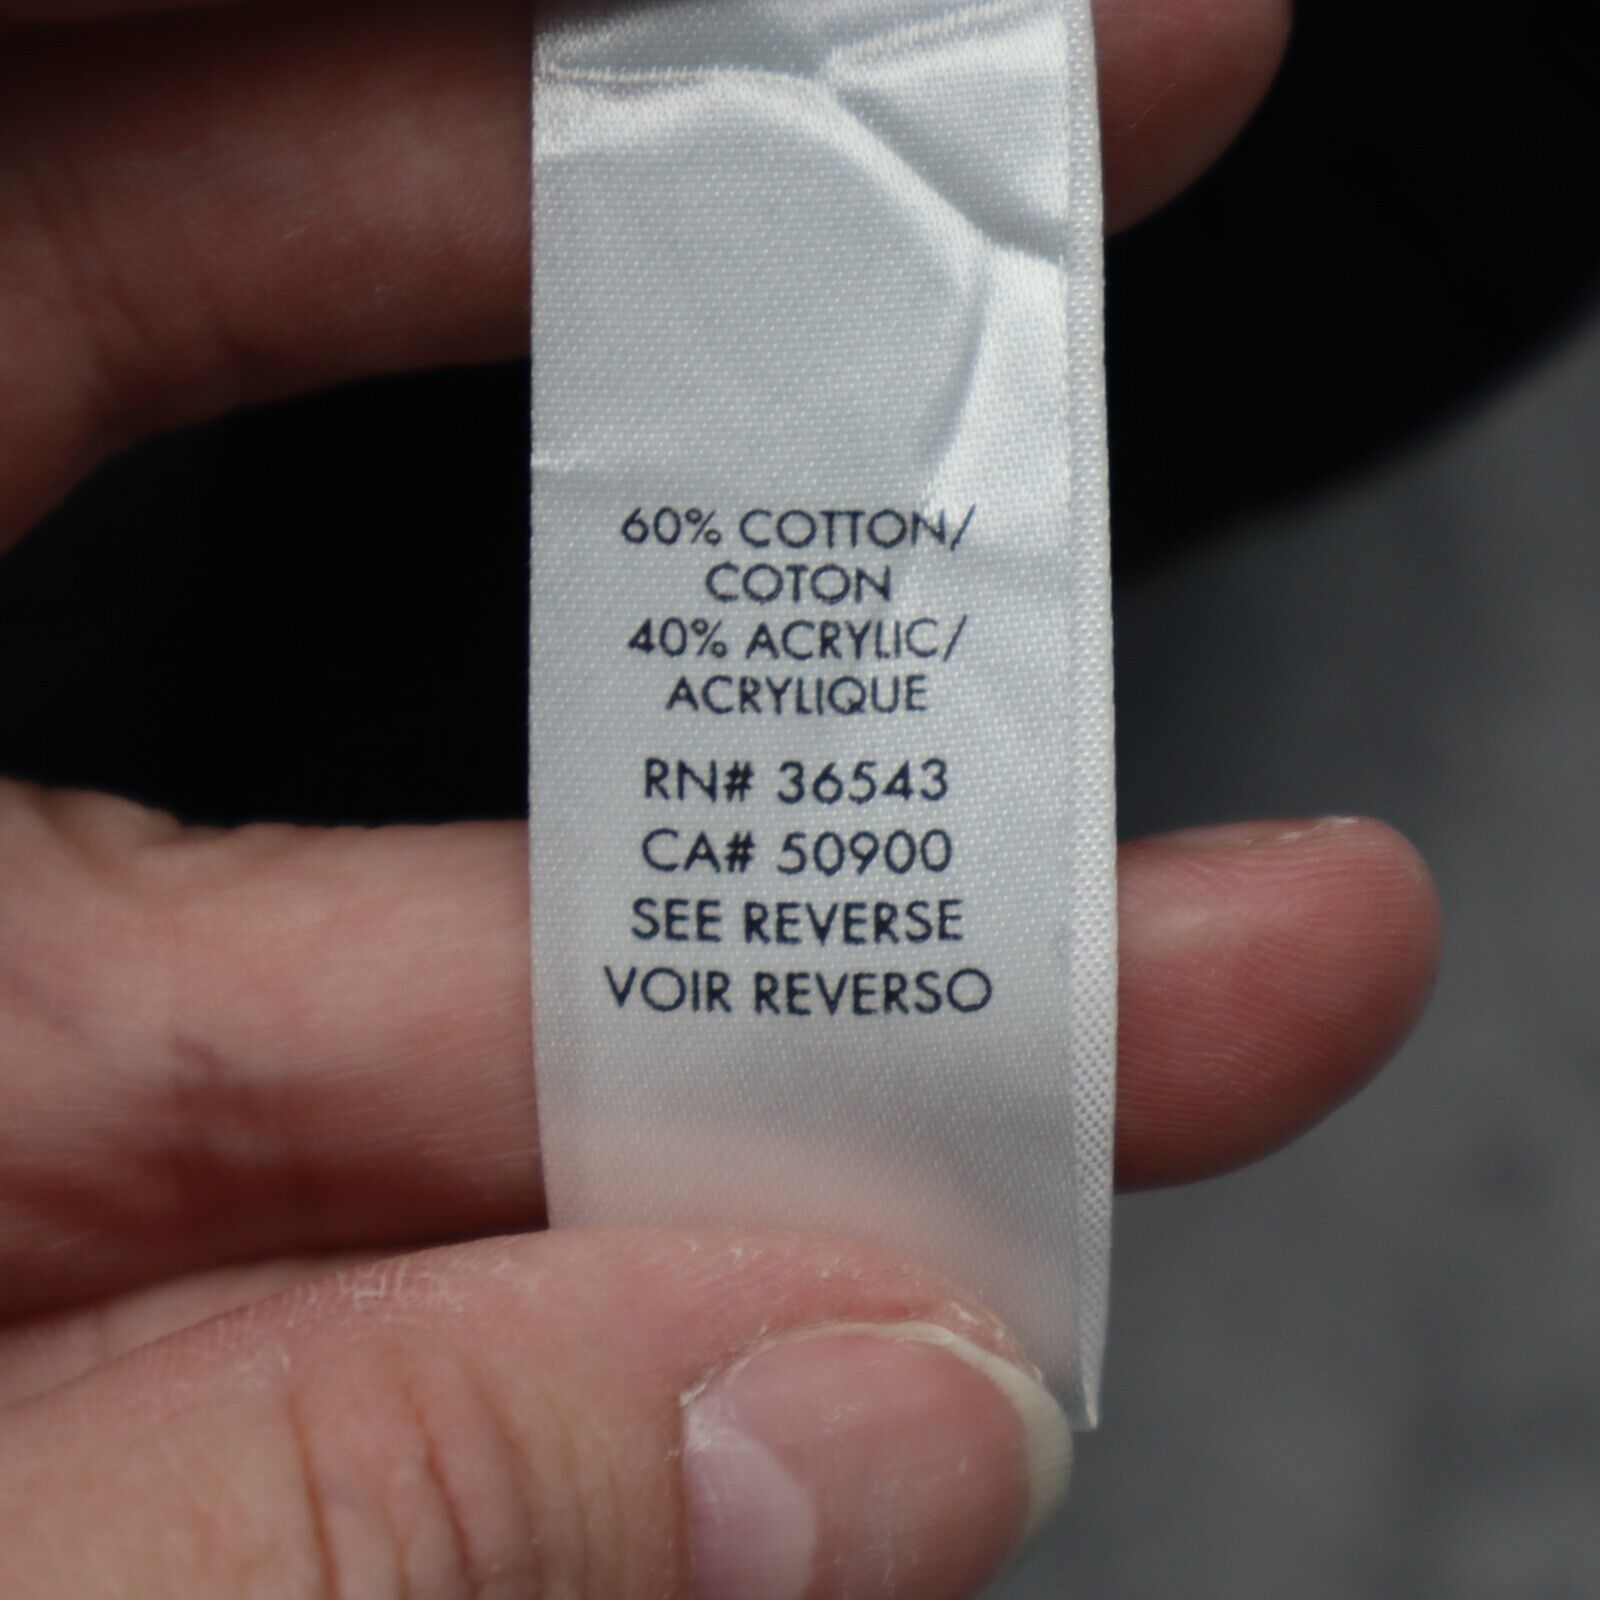 60% COTTON/
COTON
40% ACRYLIC/
ACRYLIQUE
RN# 36543
CA# 50900
SEE REVERSE
VOIR REVERSO